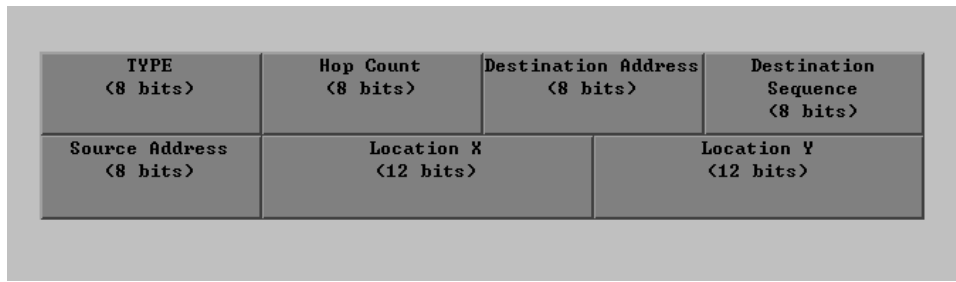 TYPE
(8 bits)
Hop Count
(8 bits)
Destination Address
(8 bits)
Destination
Sequence
(8 bits)
Source Address
(8 bits)
Location X
(12 bits)
Location Y
(12 bits)